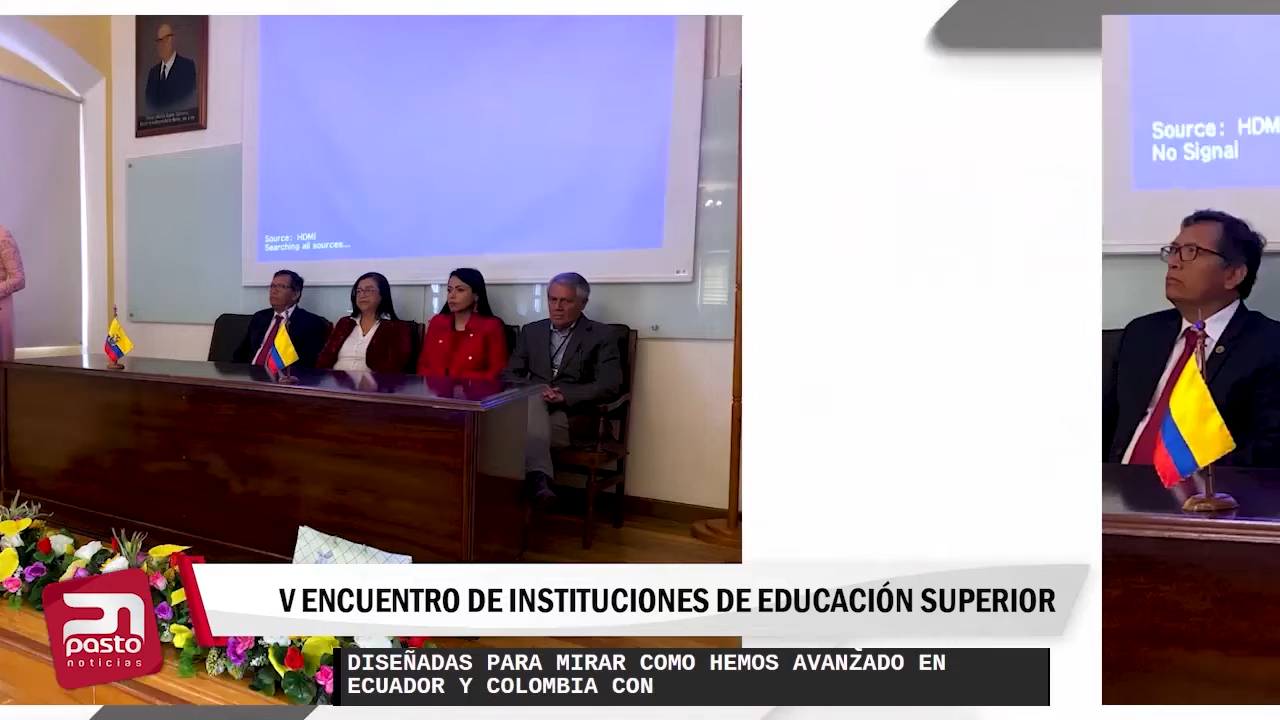 Source: HDMI
Searching all sources...
Source: HDM
No Signal
V ENCUENTRO DE INSTITUCIONES DE EDUCACIÓN SUPERIOR
pasto
noticias
DISEÑADAS PARA MIRAR COMO HEMOS AVANZADO EN
ECUADOR Y COLOMBIA CON